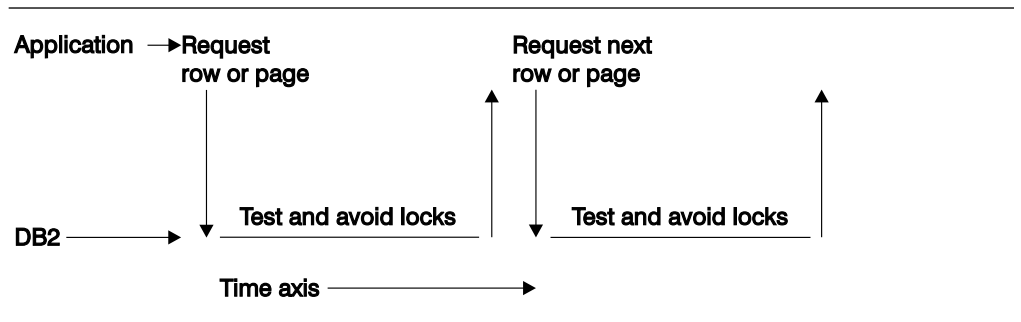 Application Request Request next
row or page row or page
Test and avoid locks Test and avoid locks
DB2
Time axis